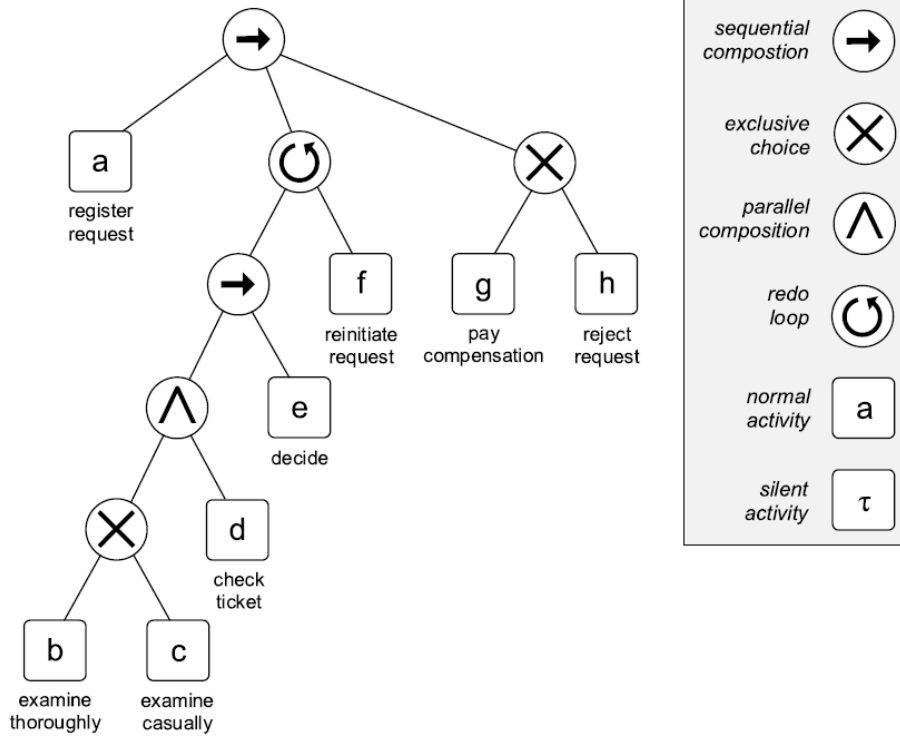 a
register
request
f
reinitiate
request
g
pay
compensation
h
reject
request
e
decide
d
check
ticket
b
examine
thoroughly
c
examine
casually
sequential
compostion
exclusive
choice
parallel
composition
redo
loop
normal
activity
a
silent
activity
τ